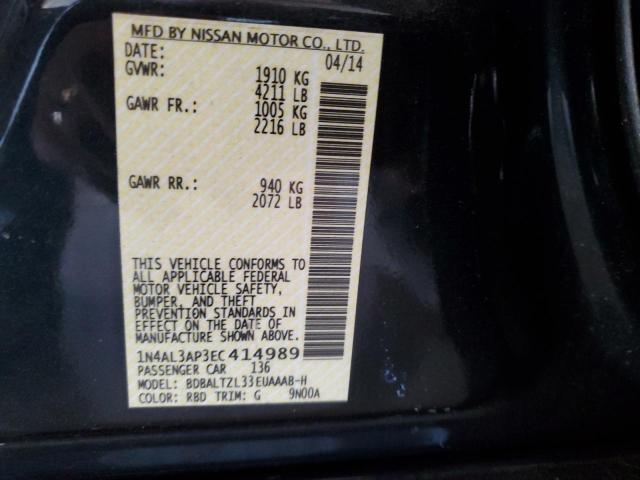 MFD BY NISSAN MOTOR CO., LTD.
DATE: 04/14
GVWR: 1910 KG
4211 LB
GAWR FR.: 1005 KG
2216 LB
GAWR RR.: 940 KG
2072 LB
THIS VEHICLE CONFORMS TO
ALL APPLICABLE FEDERAL
MOTOR VEHICLE SAFETY,
BUMPER, AND THEFT
PREVENTION STANDARDS IN
EFFECT ON THE DATE OF
MANUFACTURE SHOWN ABOVE.
1N4AL3AP3EC414989
PASSENGER CAR 136
MODEL: BDBALTZL33EUAAAB-H
COLOR: RBD TRIM: G 9N00A